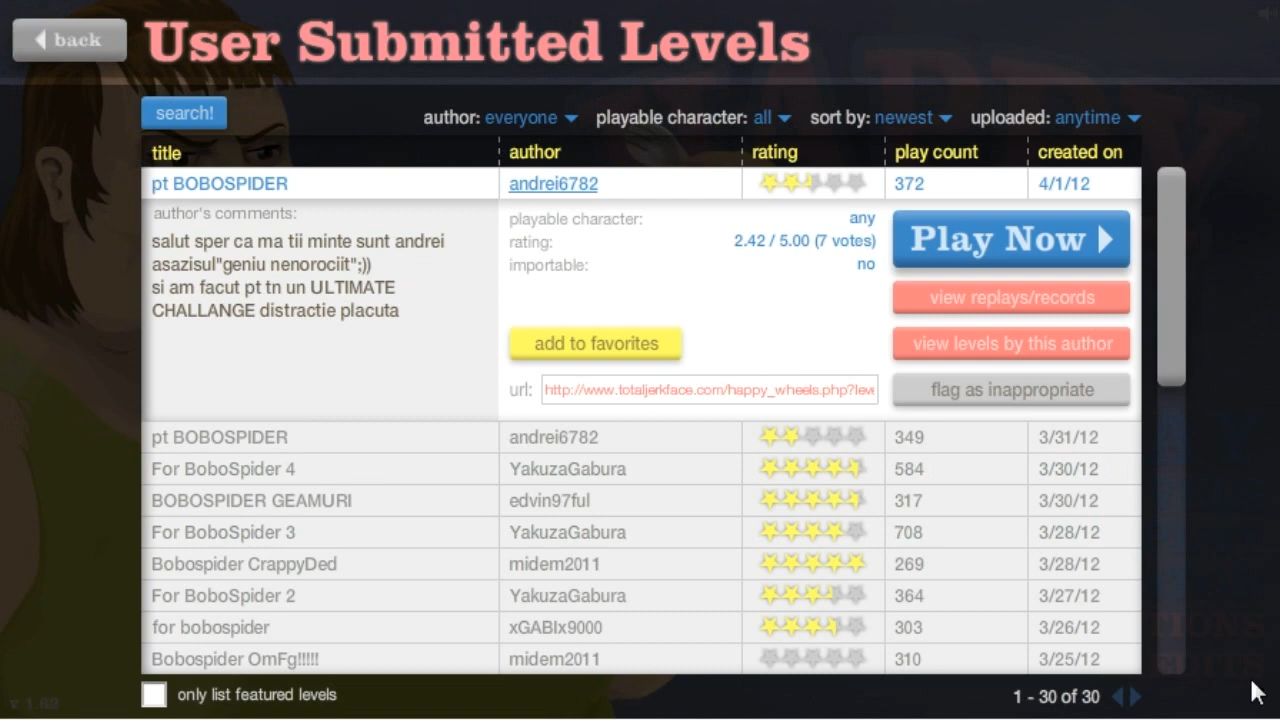 back
User Submitted Levels
search!
author: everyone playable character: all sort by: newest uploaded: anytime
title author rating play count created on
pt BOBOSPIDER andrei6782 372 4/1/12
author's comments:
salut sper ca ma tii minte sunt andrei
asazisul"geniu nenorociit";))
si am facut pt tn un ULTIMATE
CHALLANGE distractie placuta
playable character: any
rating: 2.42 / 5.00 (7 votes)
importable: no
Play Now
view replays/records
add to favorites
view levels by this author
url: http://www.totaljerkface.com/happy_wheels.php?leve
flag as inappropriate
pt BOBOSPIDER andrei6782 349 3/31/12
For BoboSpider 4 YakuzaGabura 584 3/30/12
BOBOSPIDER GEAMURI edvin97ful 317 3/30/12
For BoboSpider 3 YakuzaGabura 708 3/28/12
Bobospider CrappyDed midem2011 269 3/28/12
For BoboSpider 2 YakuzaGabura 364 3/27/12
for bobospider xGABIx9000 303 3/26/12
Bobospider OmFg!!!!! midem2011 310 3/25/12
only list featured levels
1 - 30 of 30
v 1.62